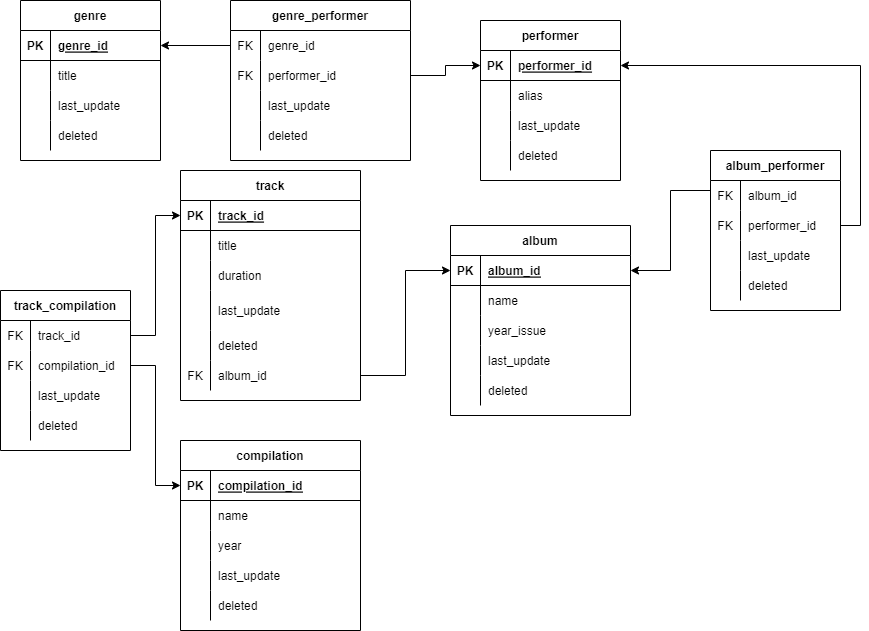 genre
PK genre_id
title
last_update
deleted
genre_performer
FK genre_id
FK performer_id
last_update
deleted
performer
PK performer_id
alias
last_update
deleted
album_performer
FK album_id
FK performer_id
last_update
deleted
track
PK track_id
title
duration
last_update
deleted
FK album_id
album
PK album_id
name
year_issue
last_update
deleted
track_compilation
FK track_id
FK compilation_id
last_update
deleted
compilation
PK compilation_id
name
year
last_update
deleted